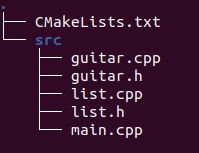 .
├── CMakeLists.txt
└── src
    ├── guitar.cpp
    ├── guitar.h
    ├── list.cpp
    ├── list.h
    └── main.cpp